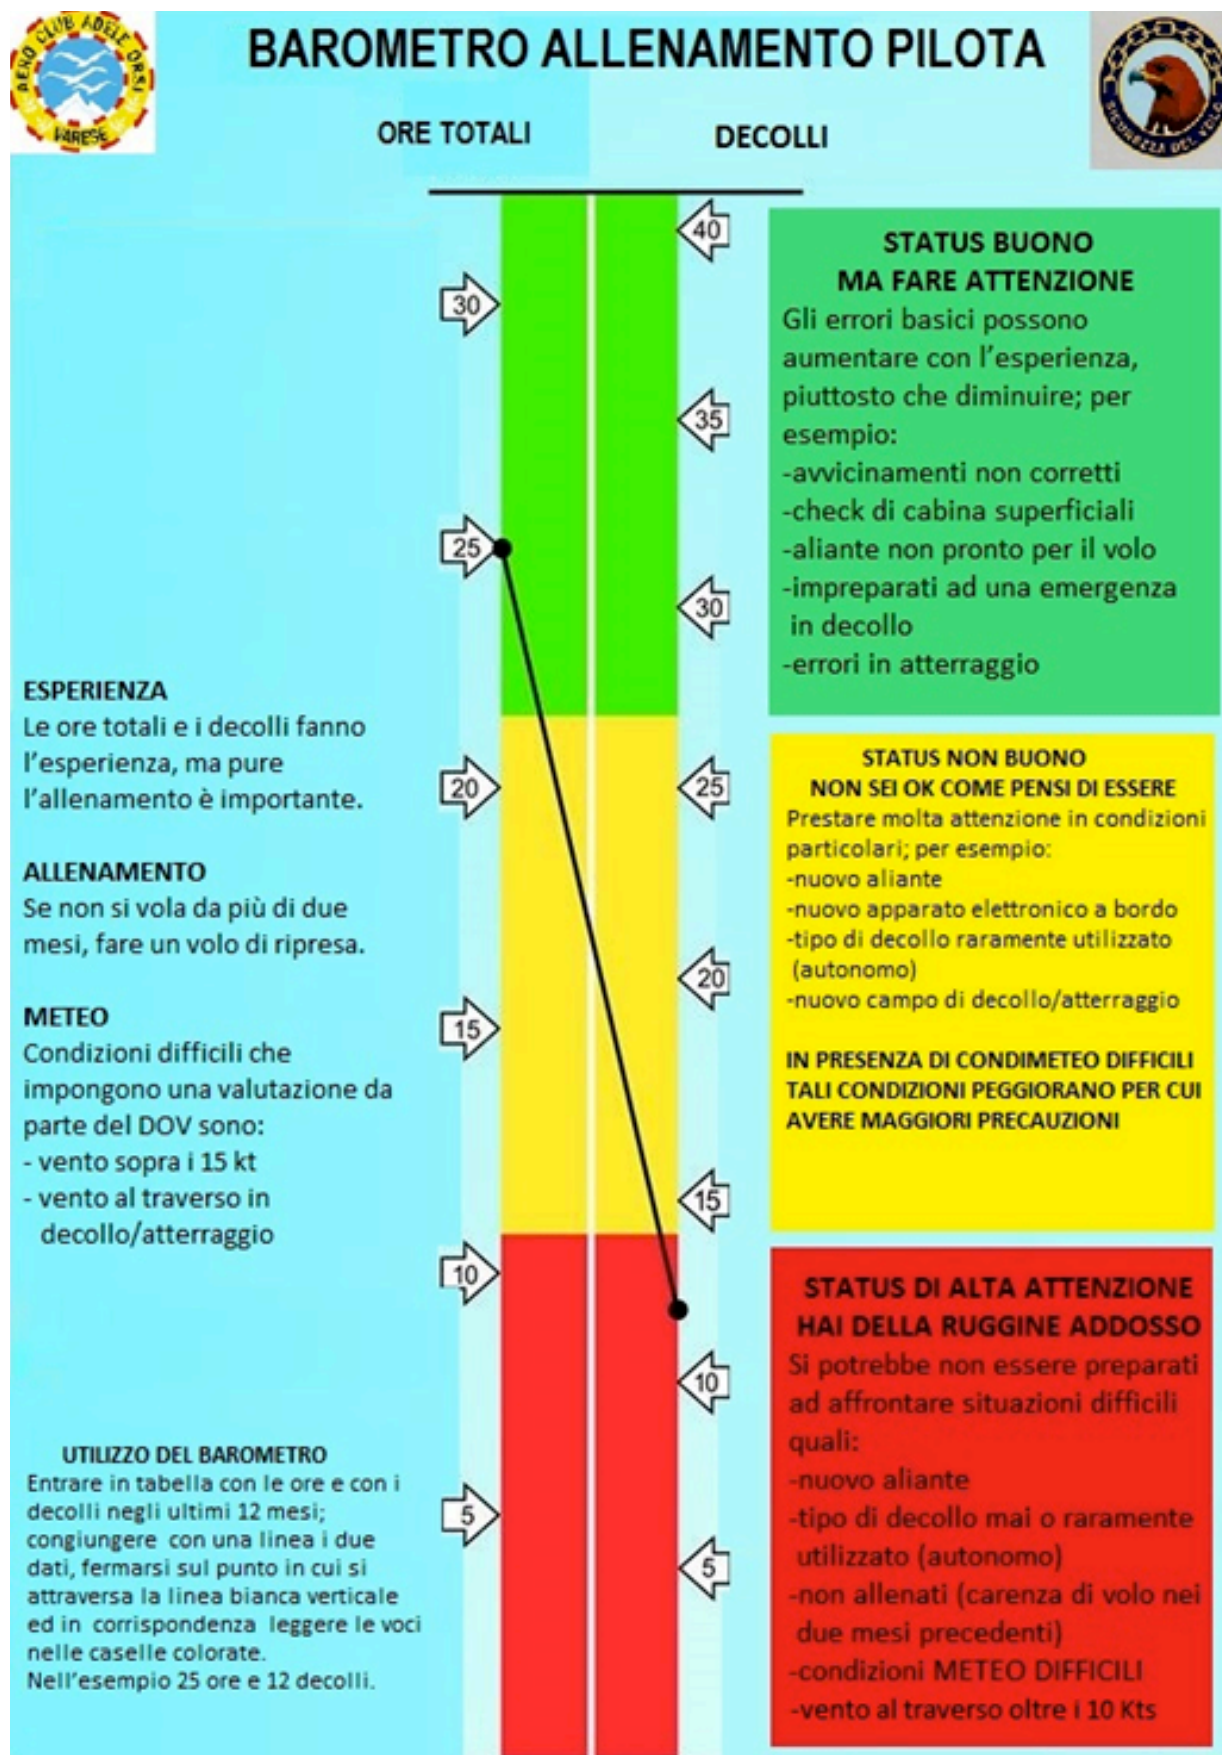 AERO CLUB ADELE ORSI
VARESE
BAROMETRO ALLENAMENTO PILOTA
SICUREZZA DEL VOLO
ORE TOTALI
DECOLLI
40
30
35
25
30
20
25
20
15
15
10
10
5
5
STATUS BUONO
MA FARE ATTENZIONE
Gli errori basici possono
aumentare con l'esperienza,
piuttosto che diminuire; per
esempio:
-avvicinamenti non corretti
-check di cabina superficiali
-aliante non pronto per il volo
-impreparati ad una emergenza
in decollo
-errori in atterraggio
ESPERIENZA
Le ore totali e i decolli fanno
l'esperienza, ma pure
l'allenamento è importante.
ALLENAMENTO
Se non si vola da più di due
mesi, fare un volo di ripresa.
METEO
Condizioni difficili che
impongono una valutazione da
parte del DOV sono:
- vento sopra i 15 kt
- vento al traverso in
decollo/atterraggio
STATUS NON BUONO
NON SEI OK COME PENSI DI ESSERE
Prestare molta attenzione in condizioni
particolari; per esempio:
-nuovo aliante
-nuovo apparato elettronico a bordo
-tipo di decollo raramente utilizzato
(autonomo)
-nuovo campo di decollo/atterraggio
IN PRESENZA DI CONDIMETEO DIFFICILI
TALI CONDIZIONI PEGGIORANO PER CUI
AVERE MAGGIORI PRECAUZIONI
STATUS DI ALTA ATTENZIONE
HAI DELLA RUGGINE ADDOSSO
Si potrebbe non essere preparati
ad affrontare situazioni difficili
quali:
-nuovo aliante
-tipo di decollo mai o raramente
utilizzato (autonomo)
-non allenati (carenza di volo nei
due mesi precedenti)
-condizioni METEO DIFFICILI
-vento al traverso oltre i 10 Kts
UTILIZZO DEL BAROMETRO
Entrare in tabella con le ore e con i
decolli negli ultimi 12 mesi;
congiungere con una linea i due
dati, fermarsi sul punto in cui si
attraversa la linea bianca verticale
ed in corrispondenza leggere le voci
nelle caselle colorate.
Nell'esempio 25 ore e 12 decolli.